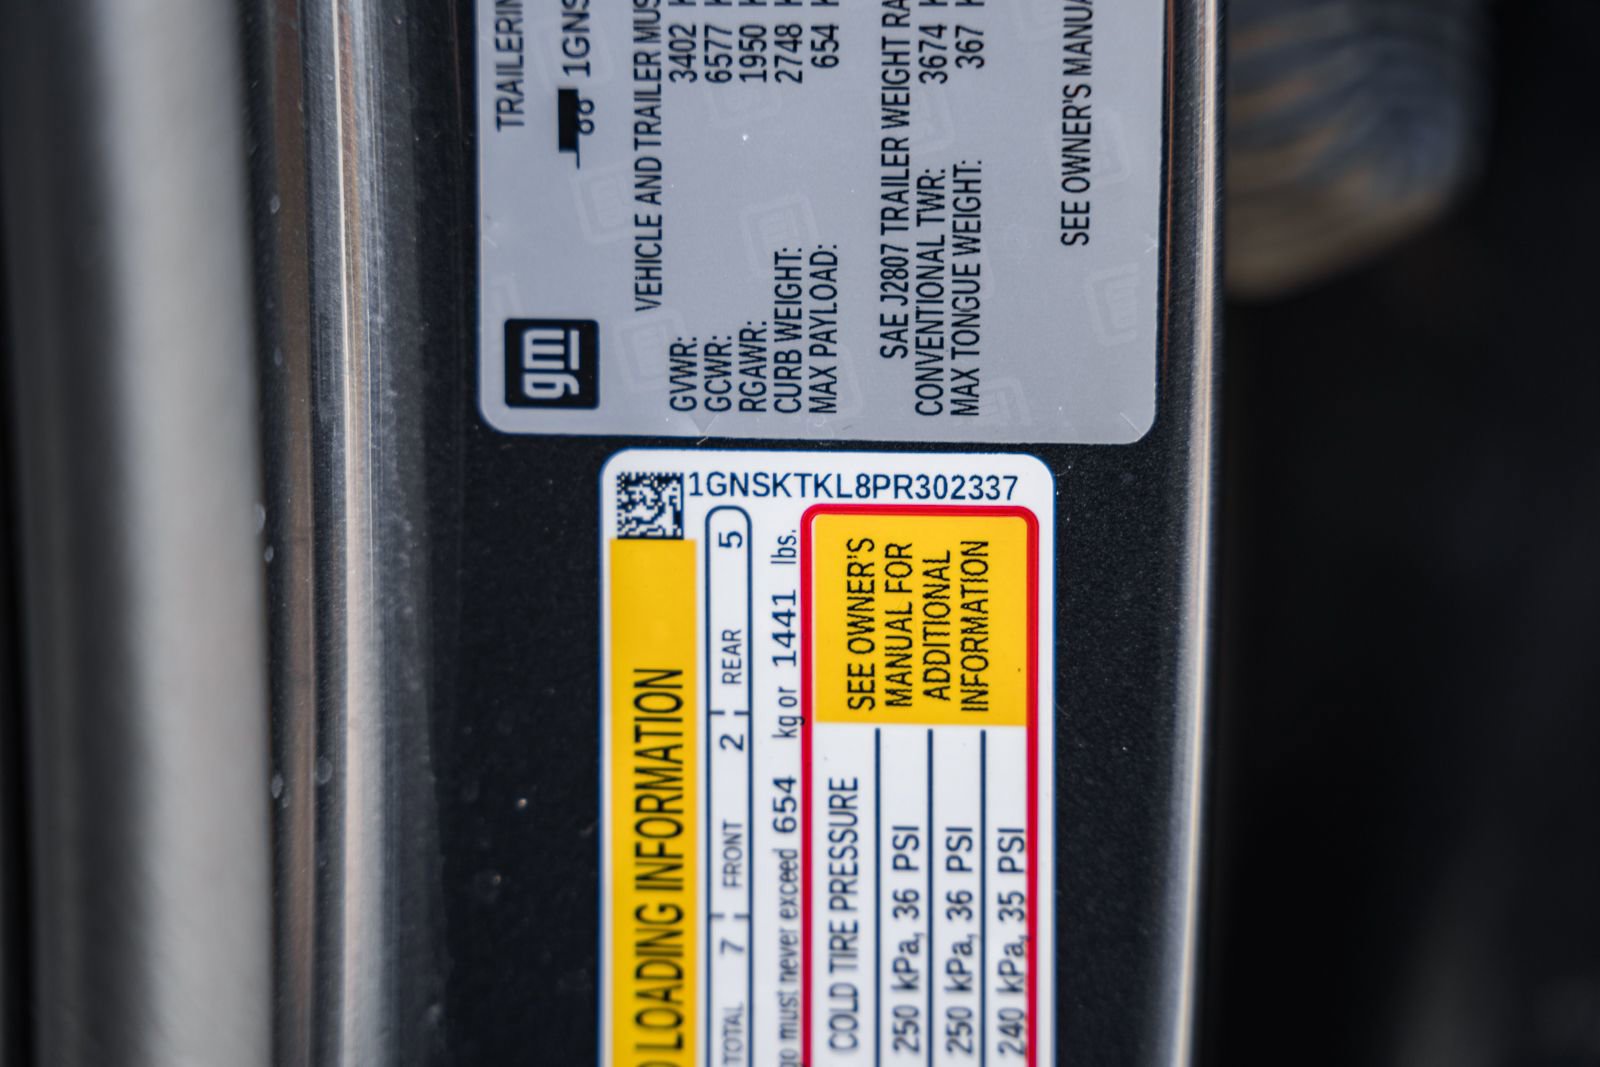 TRAILERIN
1GNS
VEHICLE AND TRAILER MUS
GVWR: 3402 K
GCWR: 6577 K
RGAWR: 1950 K
CURB WEIGHT: 2748 K
MAX PAYLOAD: 654 K
SAE J2807 TRAILER WEIGHT RA
CONVENTIONAL TWR: 3674 K
MAX TONGUE WEIGHT: 367 K
SEE OWNER'S MANUA
gm
1GNSKTKL8PR302337
D LOADING INFORMATION
TOTAL 7 FRONT 2 REAR 5
go must never exceed 654 kg or 1441 lbs.
COLD TIRE PRESSURE
250 kPa, 36 PSI
250 kPa, 36 PSI
240 kPa, 35 PSI
SEE OWNER'S
MANUAL FOR
ADDITIONAL
INFORMATION